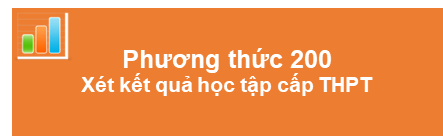 Phương thức 200
Xét kết quả học tập cấp THPT